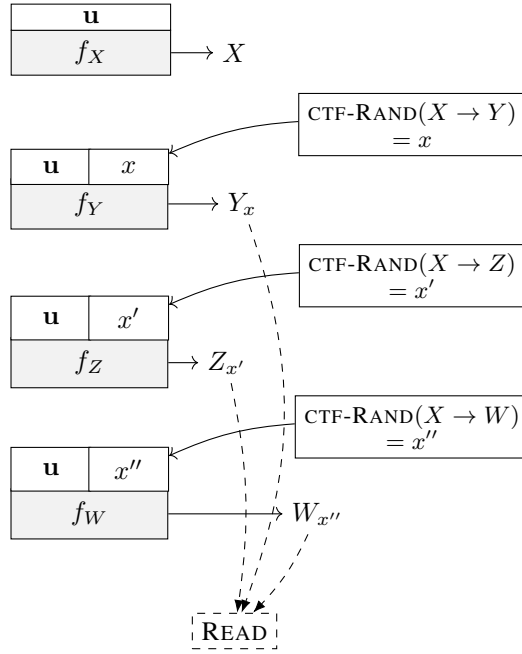 u
f_X X
CTF-RAND(X → Y)
= x
u x
f_Y Y_x
CTF-RAND(X → Z)
= x′
u x′
f_Z Z_{x′}
CTF-RAND(X → W)
= x′′
u x′′
f_W W_{x′′}
READ